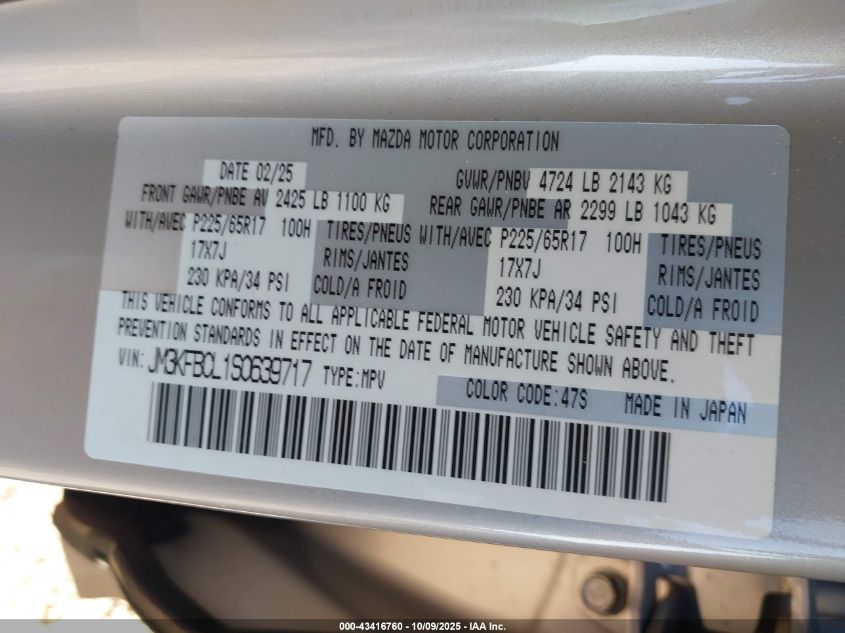 MFD. BY MAZDA MOTOR CORPORATION
DATE 02/25 GVWR/PNBV 4724 LB 2143 KG
FRONT GAWR/PNBE AV 2425 LB 1100 KG REAR GAWR/PNBE AR 2299 LB 1043 KG
WITH/AVEC P225/65R17 100H TIRES/PNEUS WITH/AVEC P225/65R17 100H TIRES/PNEUS
17X7J RIMS/JANTES 17X7J RIMS/JANTES
230 KPA/34 PSI COLD/A FROID 230 KPA/34 PSI COLD/A FROID
THIS VEHICLE CONFORMS TO ALL APPLICABLE FEDERAL MOTOR VEHICLE SAFETY AND THEFT
PREVENTION STANDARDS IN EFFECT ON THE DATE OF MANUFACTURE SHOWN ABOVE.
VIN: JM3KFBCL1S0639717 TYPE:MPV
COLOR CODE:47S MADE IN JAPAN
000-43416760 - 10/09/2025 - IAA Inc.